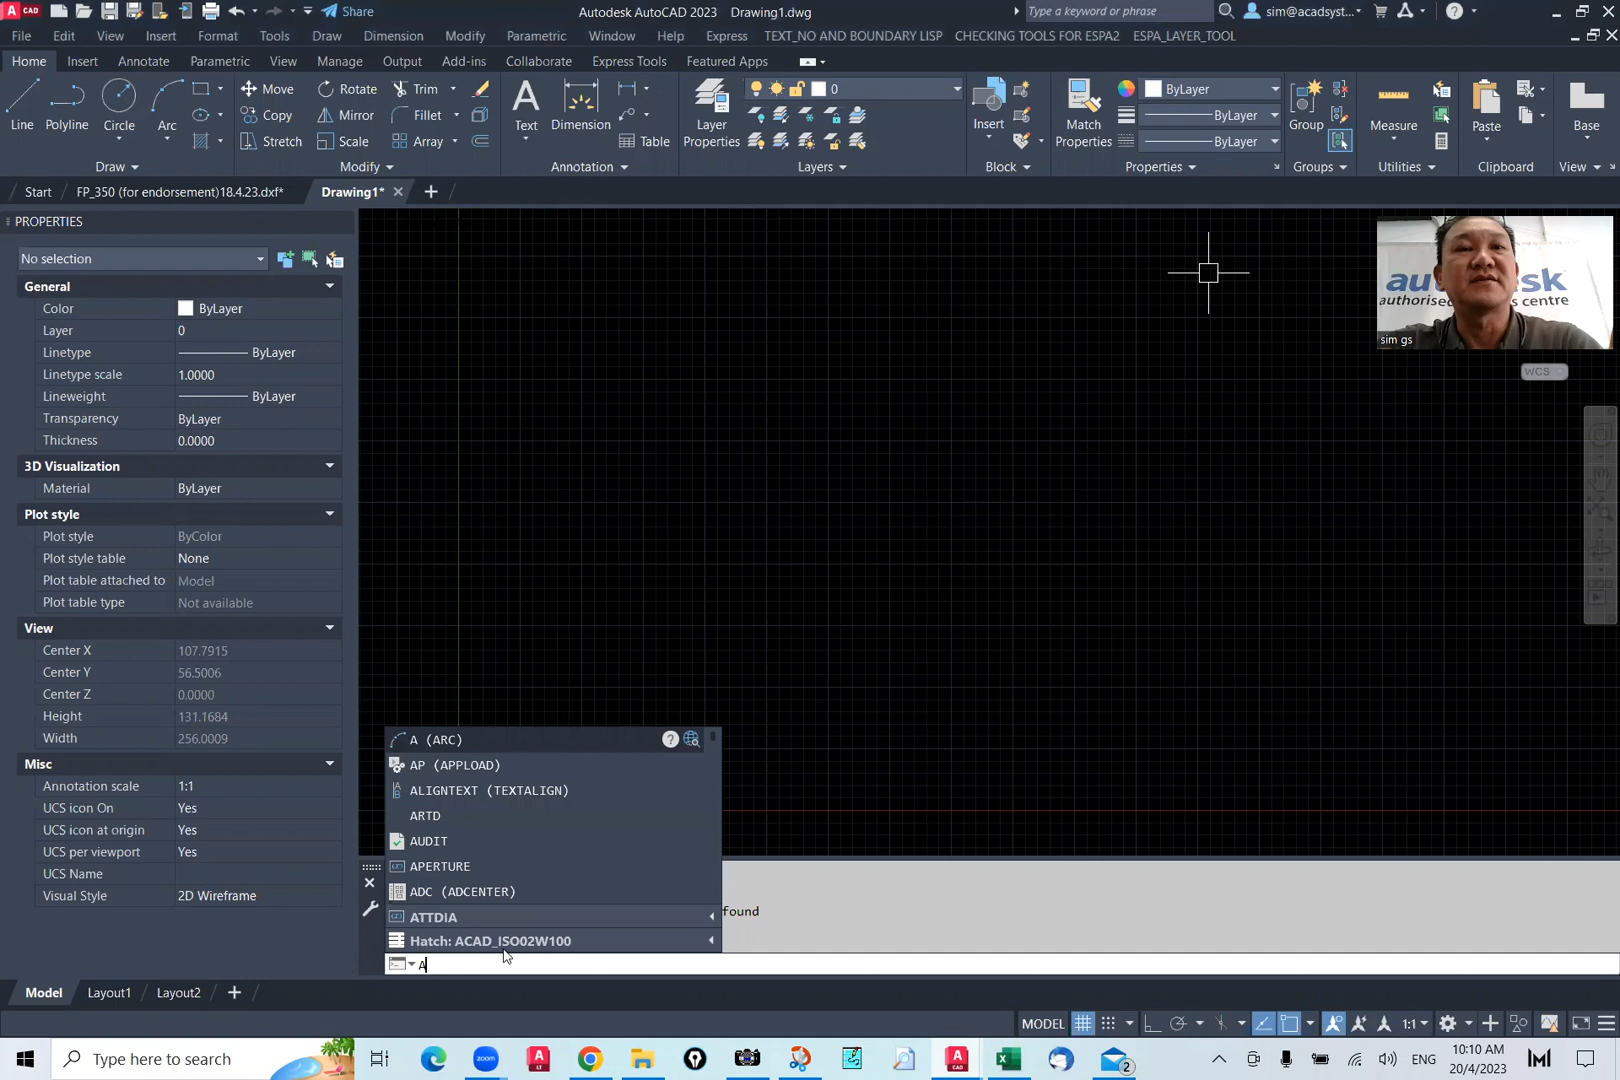 Share
Autodesk AutoCAD 2023 Drawing1.dwg
Type a keyword or phrase
sim@acadsyst...
File Edit View Insert Format Tools Draw Dimension Modify Parametric Window Help Express TEXT_NO AND BOUNDARY LISP CHECKING TOOLS FOR ESPA2 ESPA_LAYER_TOOL
Home Insert Annotate Parametric View Manage Output Add-ins Collaborate Express Tools Featured Apps
Line Polyline Circle Arc
Move Rotate Trim
Copy Mirror Fillet
Stretch Scale Array
Text Dimension Table
Layer Properties
0
Insert
Match Properties
ByLayer
ByLayer
ByLayer
Group
Measure
Paste
Base
Draw Modify Annotation Layers Block Properties Groups Utilities Clipboard View
Start FP_350 (for endorsement)18.4.23.dxf* Drawing1*
PROPERTIES
No selection
General
Color ByLayer
Layer 0
Linetype ByLayer
Linetype scale 1.0000
Lineweight ByLayer
Transparency ByLayer
Thickness 0.0000
3D Visualization
Material ByLayer
Plot style
Plot style ByColor
Plot style table None
Plot table attached to Model
Plot table type Not available
View
Center X 107.7915
Center Y 56.5006
Center Z 0.0000
Height 131.1684
Width 256.0009
Misc
Annotation scale 1:1
UCS icon On Yes
UCS icon at origin Yes
UCS per viewport Yes
UCS Name
Visual Style 2D Wireframe
sim gs
WCS
A (ARC)
AP (APPLOAD)
ALIGNTEXT (TEXTALIGN)
ARTD
AUDIT
APERTURE
ADC (ADCENTER)
ATTDIA
Hatch: ACAD_ISO02W100
found
A
Model Layout1 Layout2
MODEL 1:1
Type here to search
ENG
10:10 AM
20/4/2023